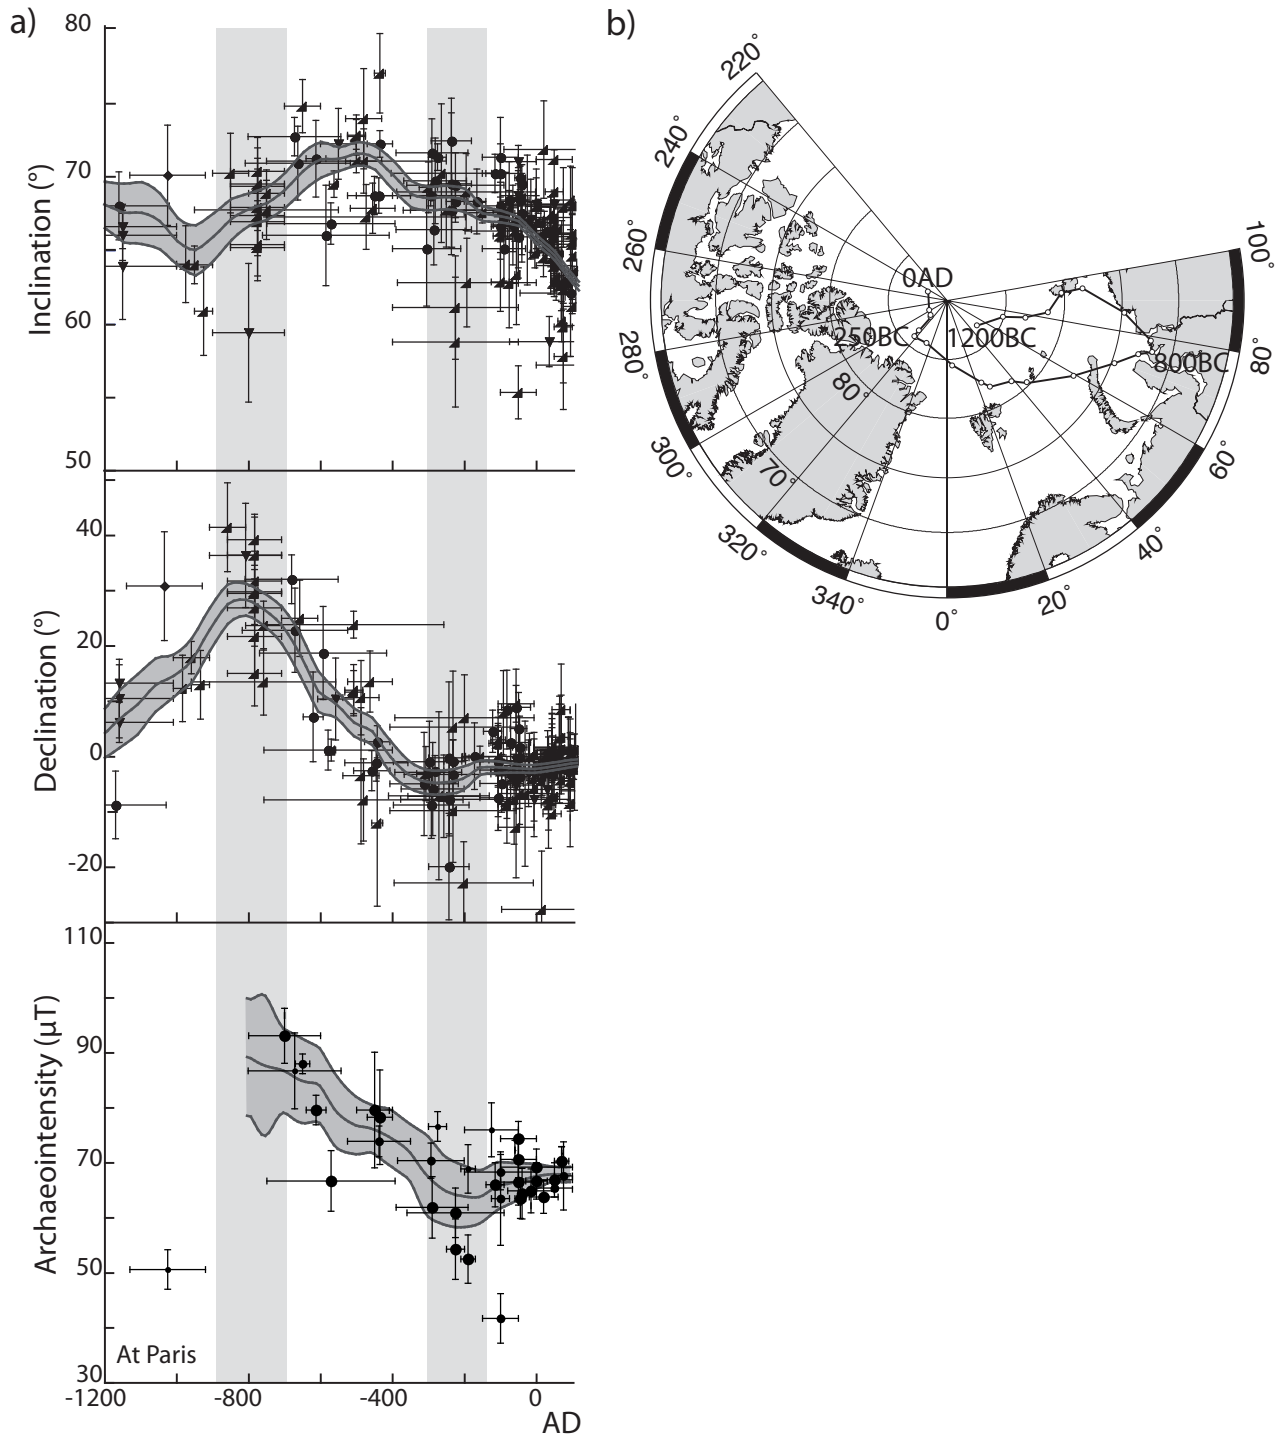 a)
80
70
60
50
Inclination (°)
40
20
0
-20
Declination (°)
110
90
70
50
30
Archaeointensity (μT)
At Paris
-1200
-800
-400
0
AD
b)
220°
240°
260°
280°
300°
320°
340°
0°
20°
40°
60°
80°
100°
80°
70°
0AD
250BC
1200BC
800BC